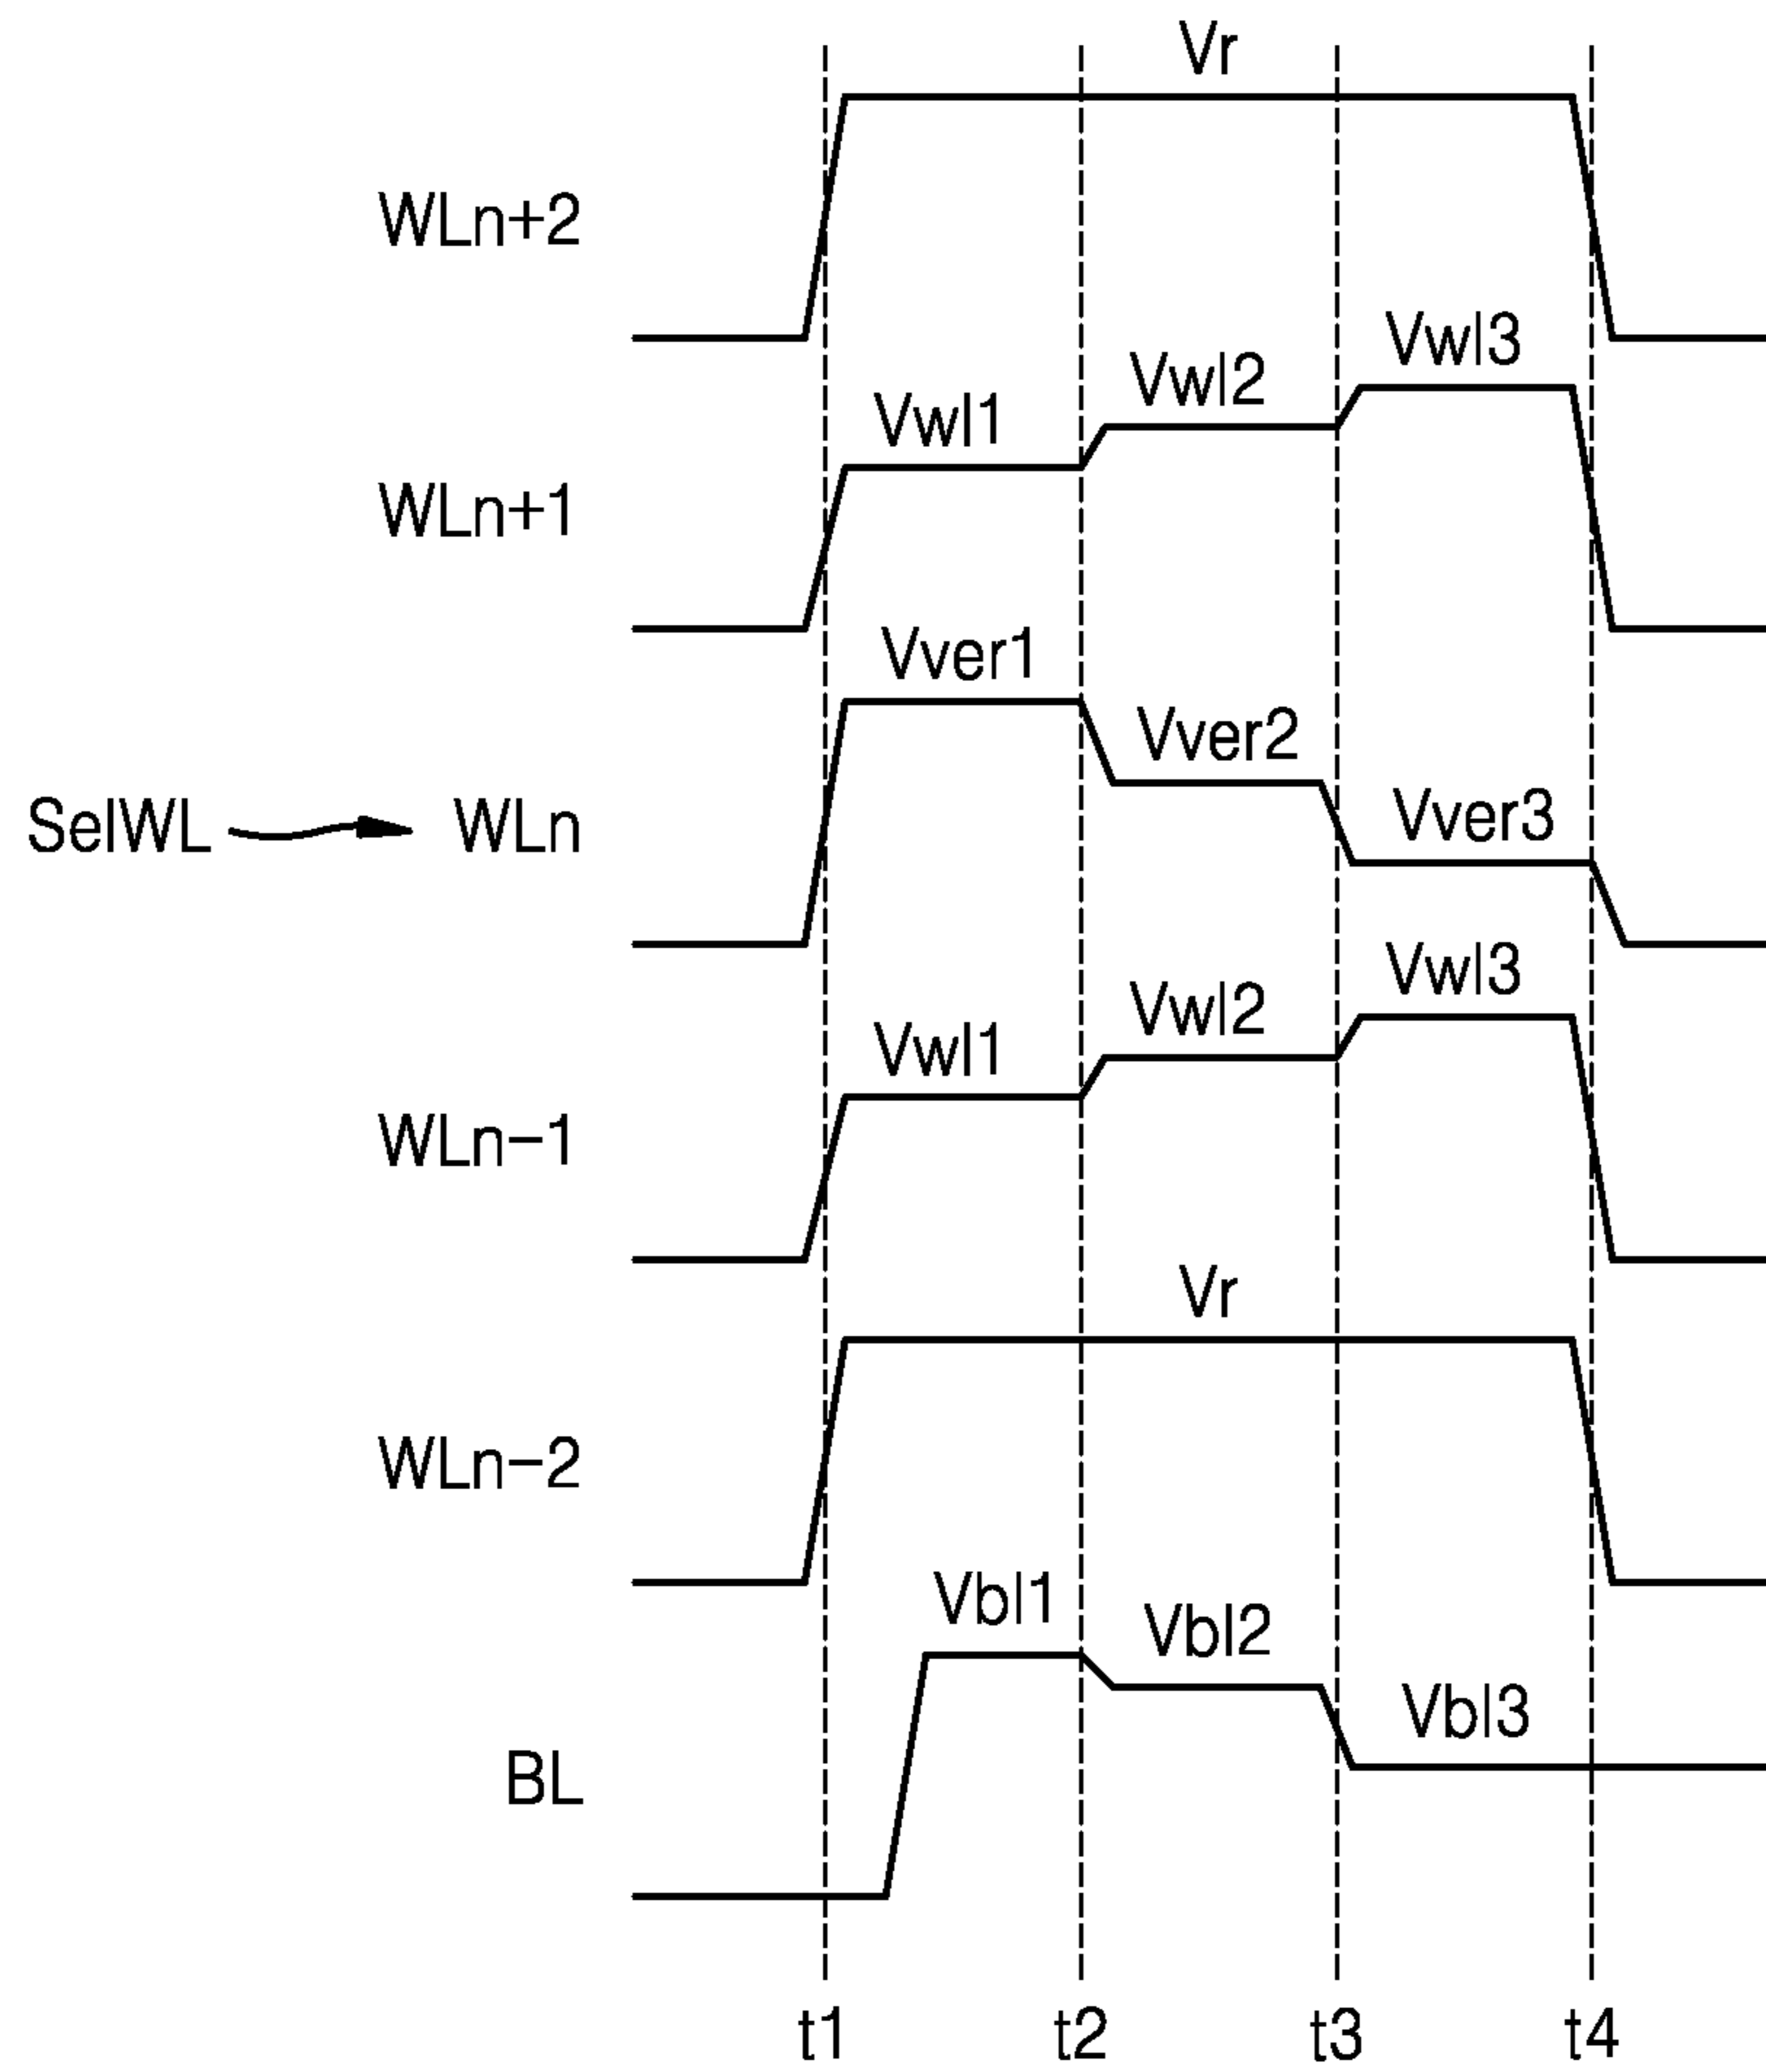 Vr
WLn+2
Vwl1 Vwl2 Vwl3
WLn+1
Vver1 Vver2 Vver3
SelWL WLn
Vwl1 Vwl2 Vwl3
WLn-1
Vr
WLn-2
Vbl1 Vbl2 Vbl3
BL
t1 t2 t3 t4